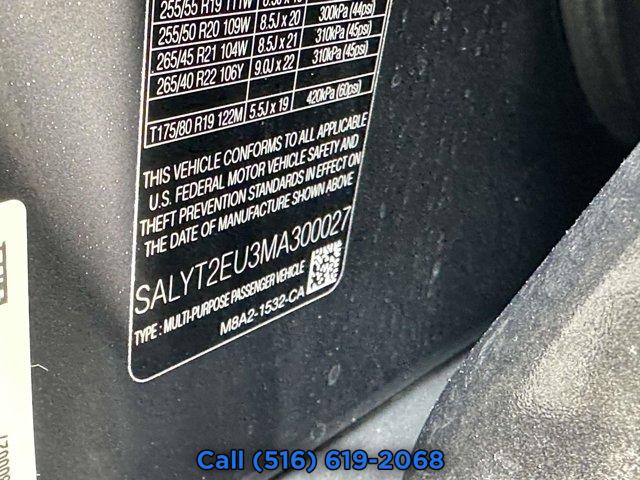 255/55 R19 111W
255/50 R20 109W 8.5J x 20 300kPa (44psi)
265/45 R21 104W 8.5J x 21 310kPa (45psi)
265/40 R22 106Y 9.0J x 22 310kPa (45psi)
T175/80 R19 122M 5.5J x 19 420kPa (60psi)
THIS VEHICLE CONFORMS TO ALL APPLICABLE
U.S. FEDERAL MOTOR VEHICLE SAFETY AND
THEFT PREVENTION STANDARDS IN EFFECT ON
THE DATE OF MANUFACTURE SHOWN ABOVE
SALYT2EU3MA300027
TYPE : MULTI-PURPOSE PASSENGER VEHICLE
M8A2-1532-CA
Call (516) 619-2068